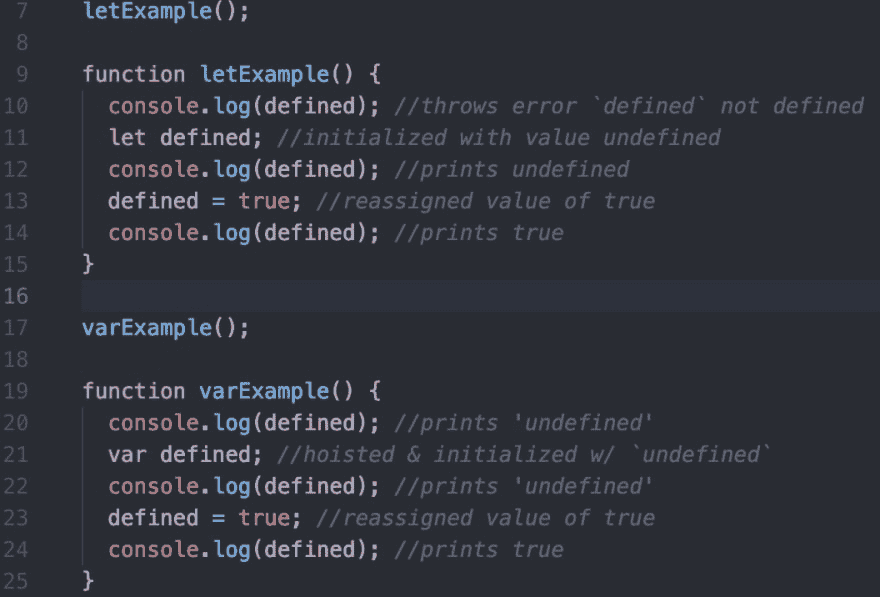 7 letExample();
8
9 function letExample() {
10 console.log(defined); //throws error `defined` not defined
11 let defined; //initialized with value undefined
12 console.log(defined); //prints undefined
13 defined = true; //reassigned value of true
14 console.log(defined); //prints true
15 }
16
17 varExample();
18
19 function varExample() {
20 console.log(defined); //prints 'undefined'
21 var defined; //hoisted & initialized w/ `undefined`
22 console.log(defined); //prints 'undefined'
23 defined = true; //reassigned value of true
24 console.log(defined); //prints true
25 }